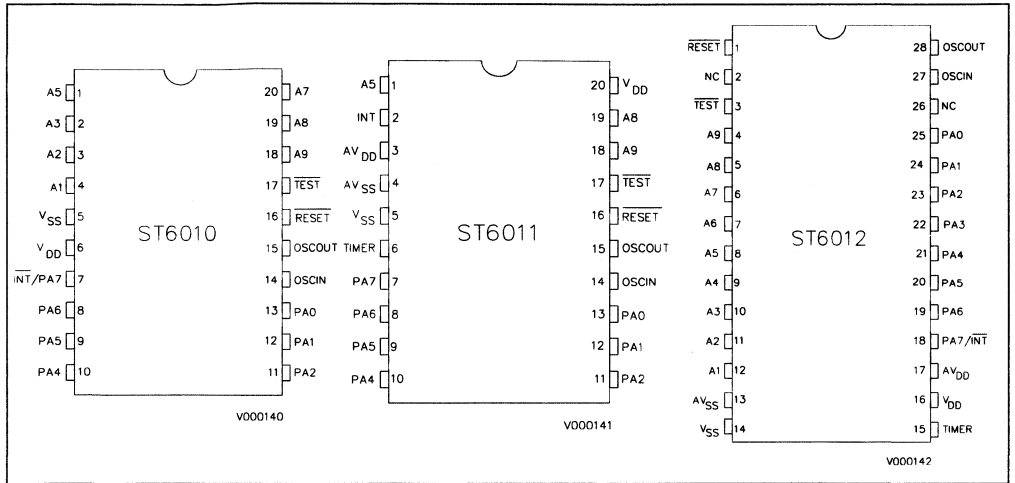 A5 1 20 A7
A3 2 19 A8
A2 3 18 A9
A1 4 17 TEST
VSS 5 16 RESET
VDD 6 15 OSCOUT
INT/PA7 7 14 OSCIN
PA6 8 13 PA0
PA5 9 12 PA1
PA4 10 11 PA2
ST6010
V000140
A5 1 20 VDD
INT 2 19 A8
AVDD 3 18 A9
AVSS 4 17 TEST
VSS 5 16 RESET
TIMER 6 15 OSCOUT
PA7 7 14 OSCIN
PA6 8 13 PA0
PA5 9 12 PA1
PA4 10 11 PA2
ST6011
V000141
RESET 1 28 OSCOUT
NC 2 27 OSCIN
TEST 3 26 NC
A9 4 25 PA0
A8 5 24 PA1
A7 6 23 PA2
A6 7 22 PA3
A5 8 21 PA4
A4 9 20 PA5
A3 10 19 PA6
A2 11 18 PA7/INT
A1 12 17 AVDD
AVSS 13 16 VDD
VSS 14 15 TIMER
ST6012
V000142